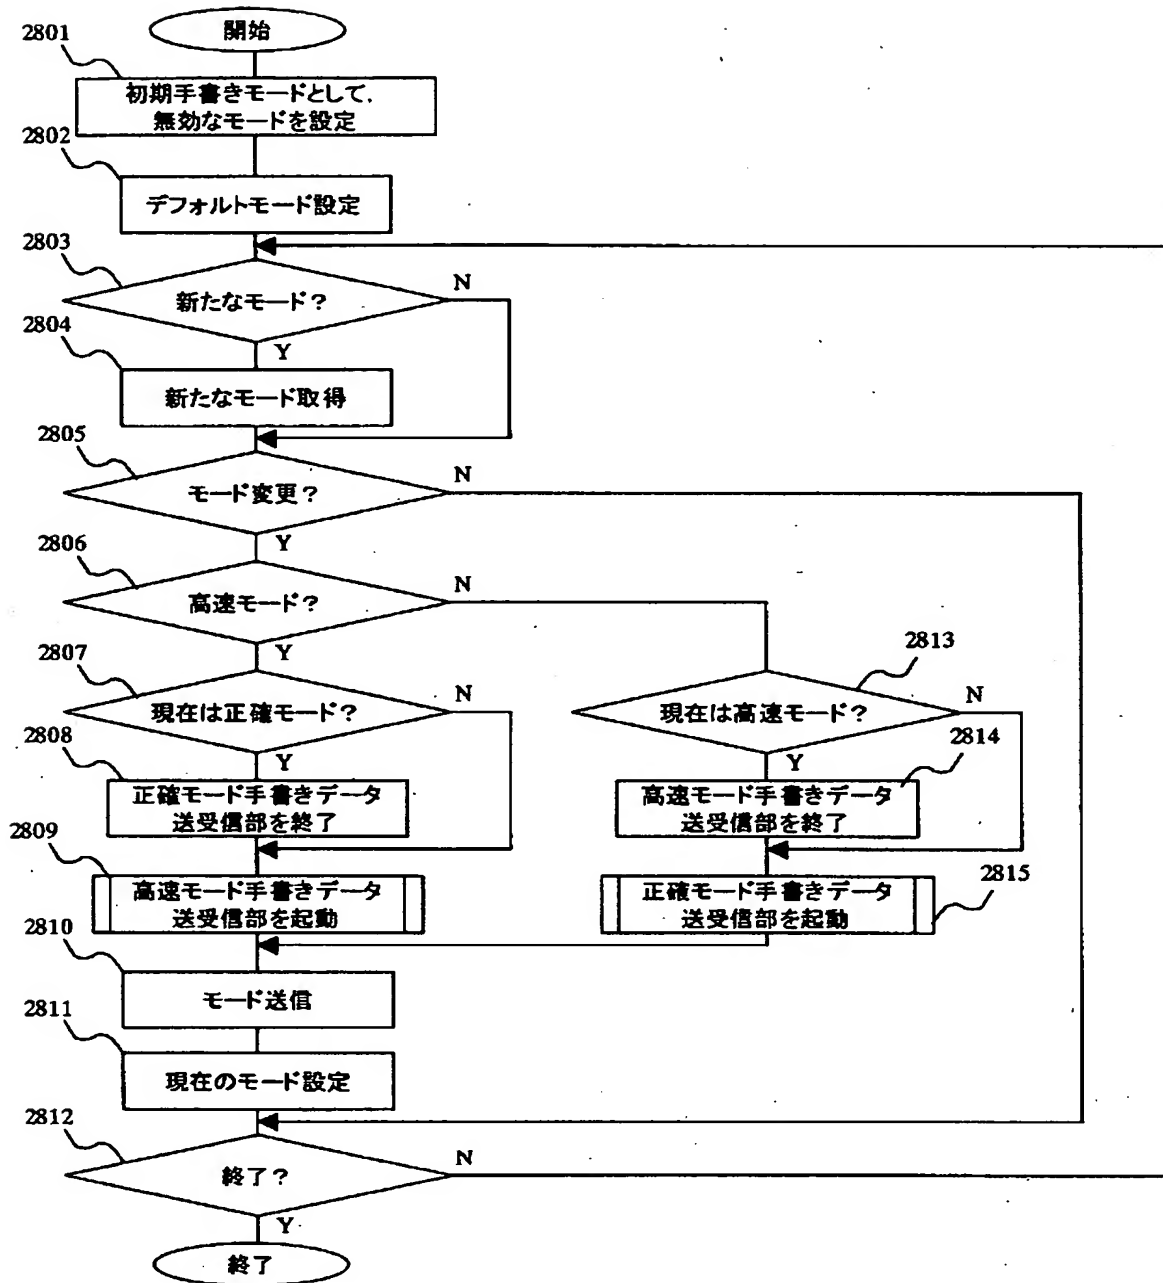 開始
2801
初期手書きモードとして,
無効なモードを設定
2802
デフォルトモード設定
2803
新たなモード?
N
Y
2804
新たなモード取得
2805
モード変更?
N
Y
2806
高速モード?
N
Y
2807
現在は正確モード?
N
Y
2813
現在は高速モード?
N
Y
2808
正確モード手書きデータ
送受信部を終了
2814
高速モード手書きデータ
送受信部を終了
2809
高速モード手書きデータ
送受信部を起動
2815
正確モード手書きデータ
送受信部を起動
2810
モード送信
2811
現在のモード設定
2812
終了?
N
Y
終了